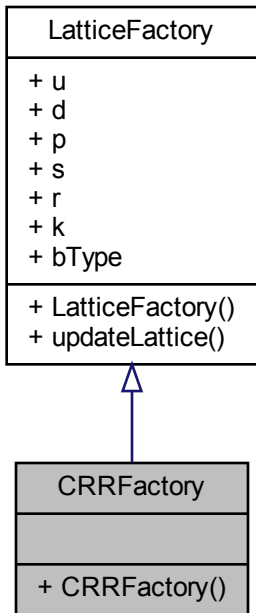 LatticeFactory
+ u
+ d
+ p
+ s
+ r
+ k
+ bType
+ LatticeFactory()
+ updateLattice()
CRRFactory
+ CRRFactory()